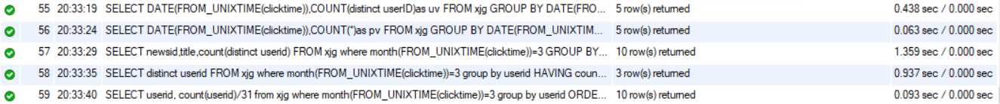 55 20:33:19 SELECT DATE(FROM_UNIXTIME(clicktime)),COUNT(distinct userID)as uv FROM xjg GROUP BY DATE(FRO... 5 row(s) returned 0.438 sec / 0.000 sec
56 20:33:24 SELECT DATE(FROM_UNIXTIME(clicktime)),COUNT(*)as pv FROM xjg GROUP BY DATE(FROM_UNIXTIM... 5 row(s) returned 0.063 sec / 0.000 sec
57 20:33:29 SELECT newsid,title,count(distinct userid) FROM xjg where month(FROM_UNIXTIME(clicktime))=3 GROUP BY... 10 row(s) returned 1.359 sec / 0.000 sec
58 20:33:35 SELECT distinct userid FROM xjg where month(FROM_UNIXTIME(clicktime))=3 group by userid HAVING coun... 3 row(s) returned 0.937 sec / 0.000 sec
59 20:33:40 SELECT userid, count(userid)/31 from xjg where month(FROM_UNIXTIME(clicktime))=3 group by userid ORDE... 10 row(s) returned 0.093 sec / 0.000 sec